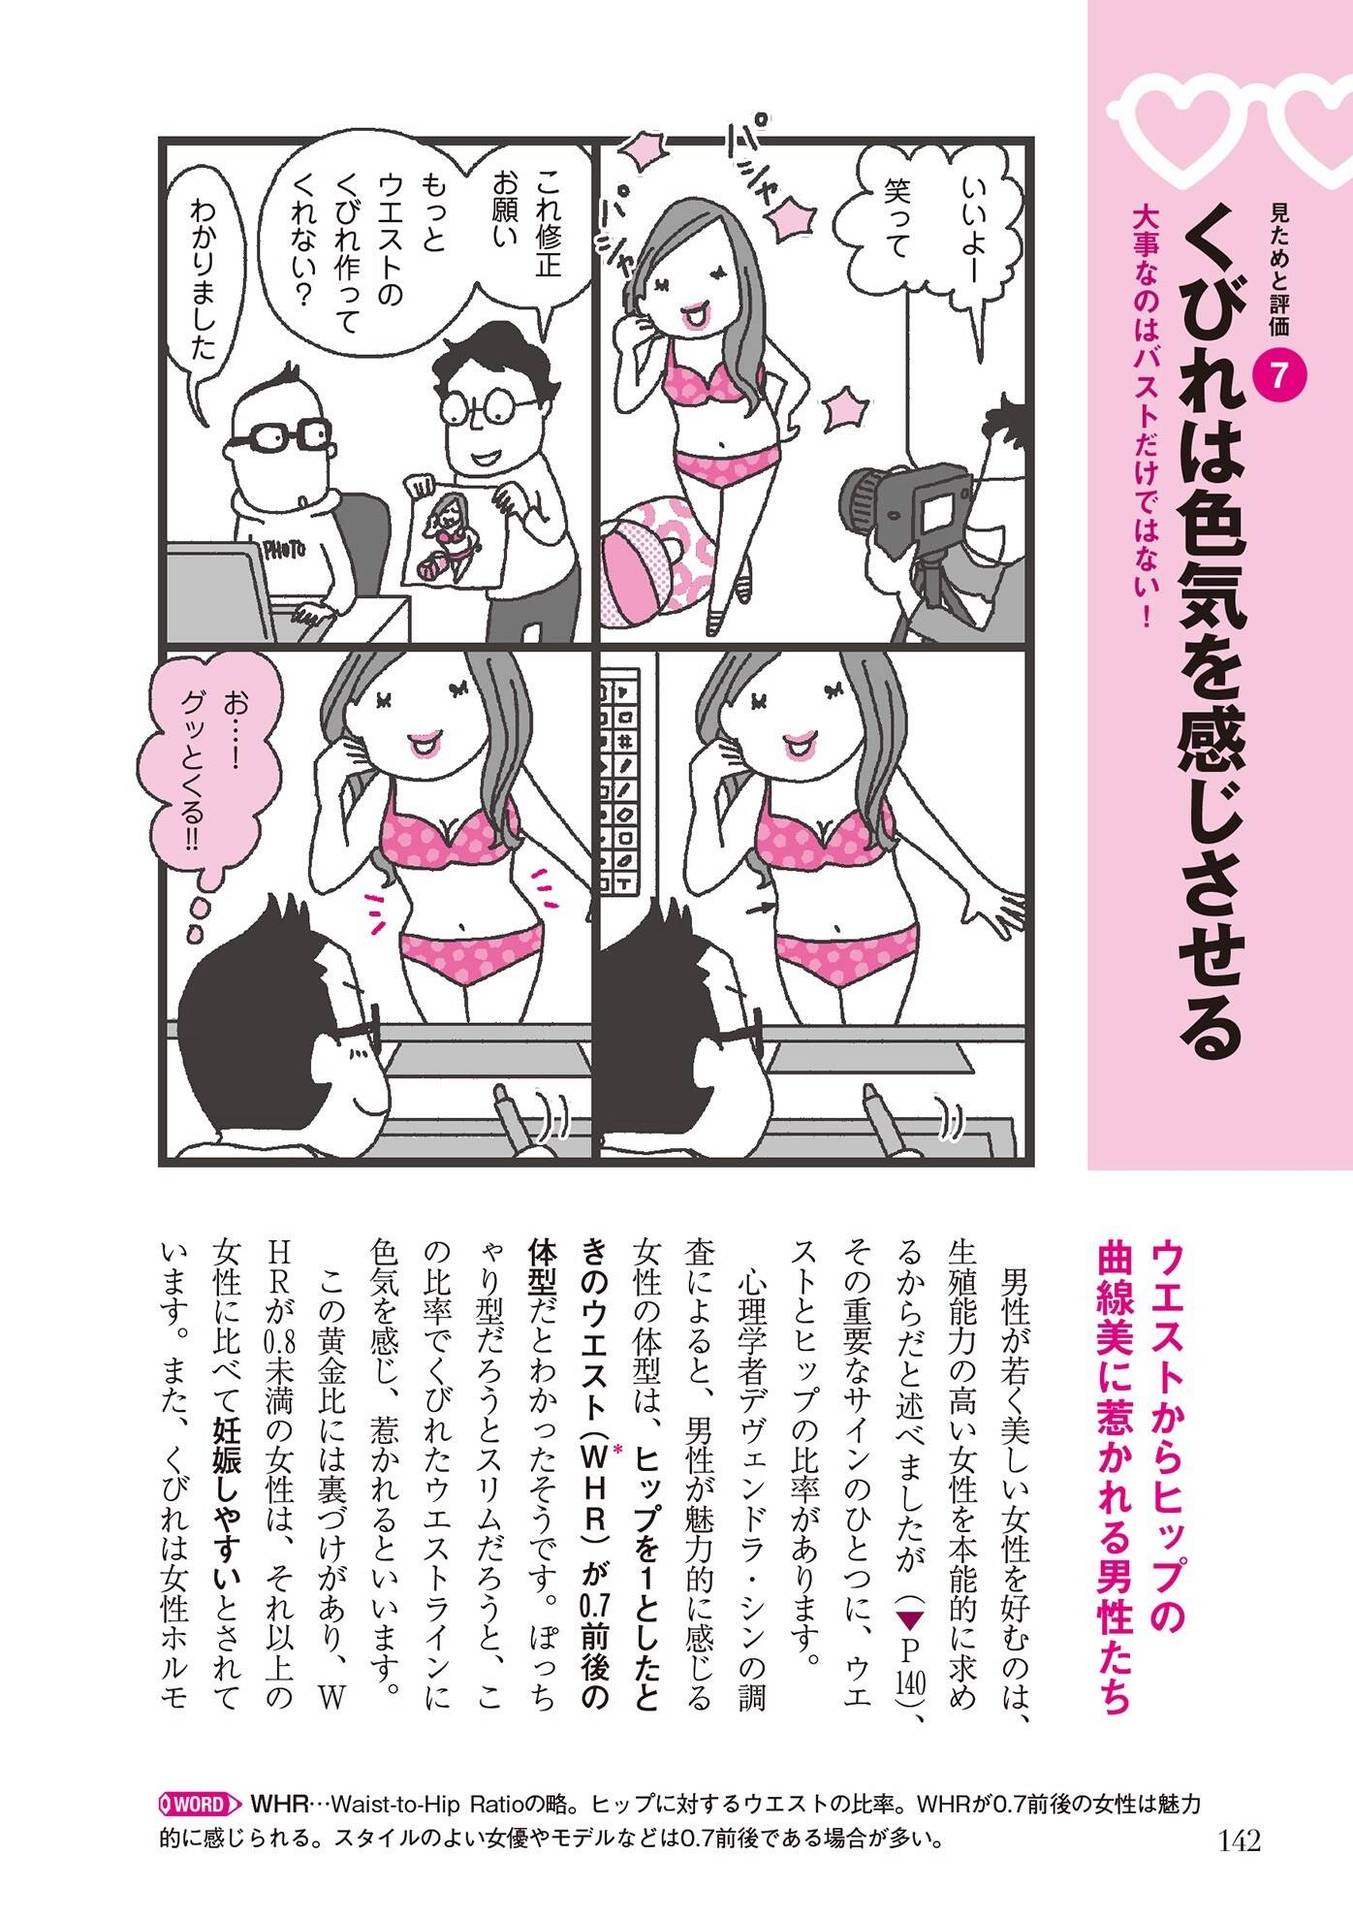 見ためと評価 7
くびれは色気を感じさせる
大事なのはバストだけではない！
いいよー
笑って
パシャ
パシャ
これ修正
お願い
もっと
ウエストの
くびれ作って
くれない？
わかりました
PHOTO
お…！
グッとくる!!
ウエストからヒップの
曲線美に惹かれる男性たち
男性が若く美しい女性を好むのは、
生殖能力の高い女性を本能的に求め
るからだと述べましたが（▼P140）、
その重要なサインのひとつに、ウエ
ストとヒップの比率があります。
心理学者デヴェンドラ・シンの調
査によると、男性が魅力的に感じる
女性の体型は、ヒップを1としたと
きのウエスト（WHR）*が0.7前後の
体型だとわかったそうです。ぽっち
ゃり型だろうとスリムだろうと、こ
の比率でくびれたウエストラインに
色気を感じ、惹かれるといいます。
この黄金比には裏づけがあり、W
HRが0.8未満の女性は、それ以上の
女性に比べて妊娠しやすいとされて
います。また、くびれは女性ホルモ
WORD WHR…Waist-to-Hip Ratioの略。ヒップに対するウエストの比率。WHRが0.7前後の女性は魅力
的に感じられる。スタイルのよい女優やモデルなどは0.7前後である場合が多い。
142